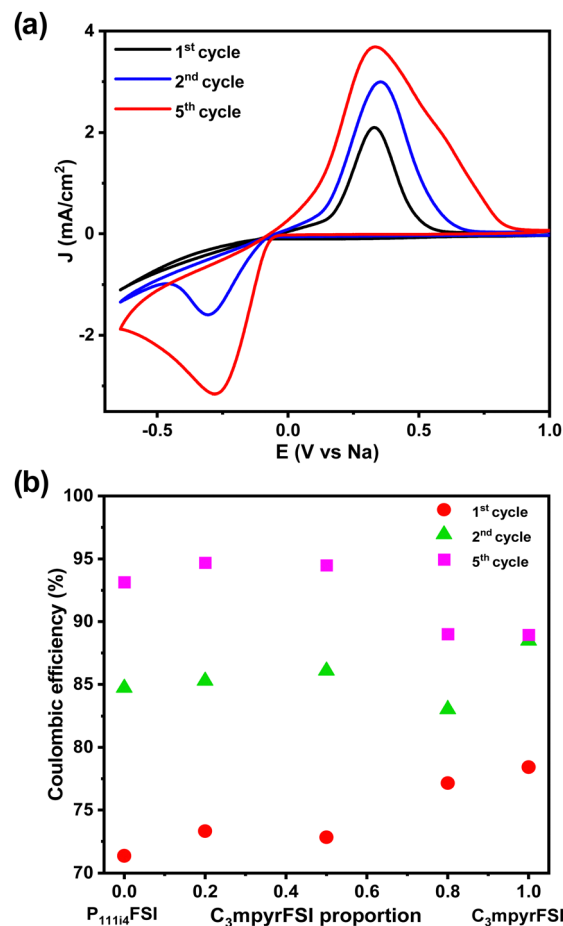 (a)
1st cycle
2nd cycle
5th cycle
J (mA/cm²)
4
2
0
-2
-0.5
0.0
0.5
1.0
E (V vs Na)
(b)
1st cycle
2nd cycle
5th cycle
Coulombic efficiency (%)
100
95
90
85
80
75
70
0.0
0.2
0.4
0.6
0.8
1.0
P₁₁₁ᵢ₄FSI
C₃mpyrFSI proportion
C₃mpyrFSI